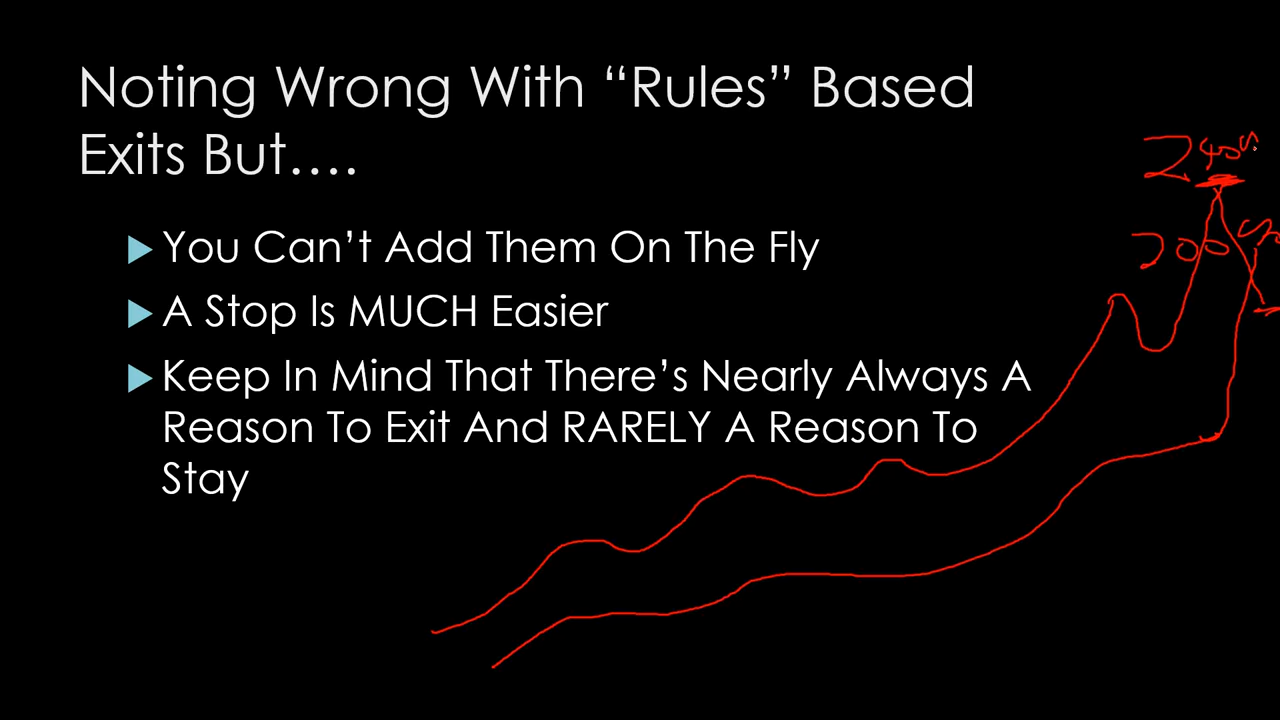 Noting Wrong With “Rules” Based
Exits But....
You Can’t Add Them On The Fly
A Stop Is MUCH Easier
Keep In Mind That There’s Nearly Always A
Reason To Exit And RARELY A Reason To
Stay